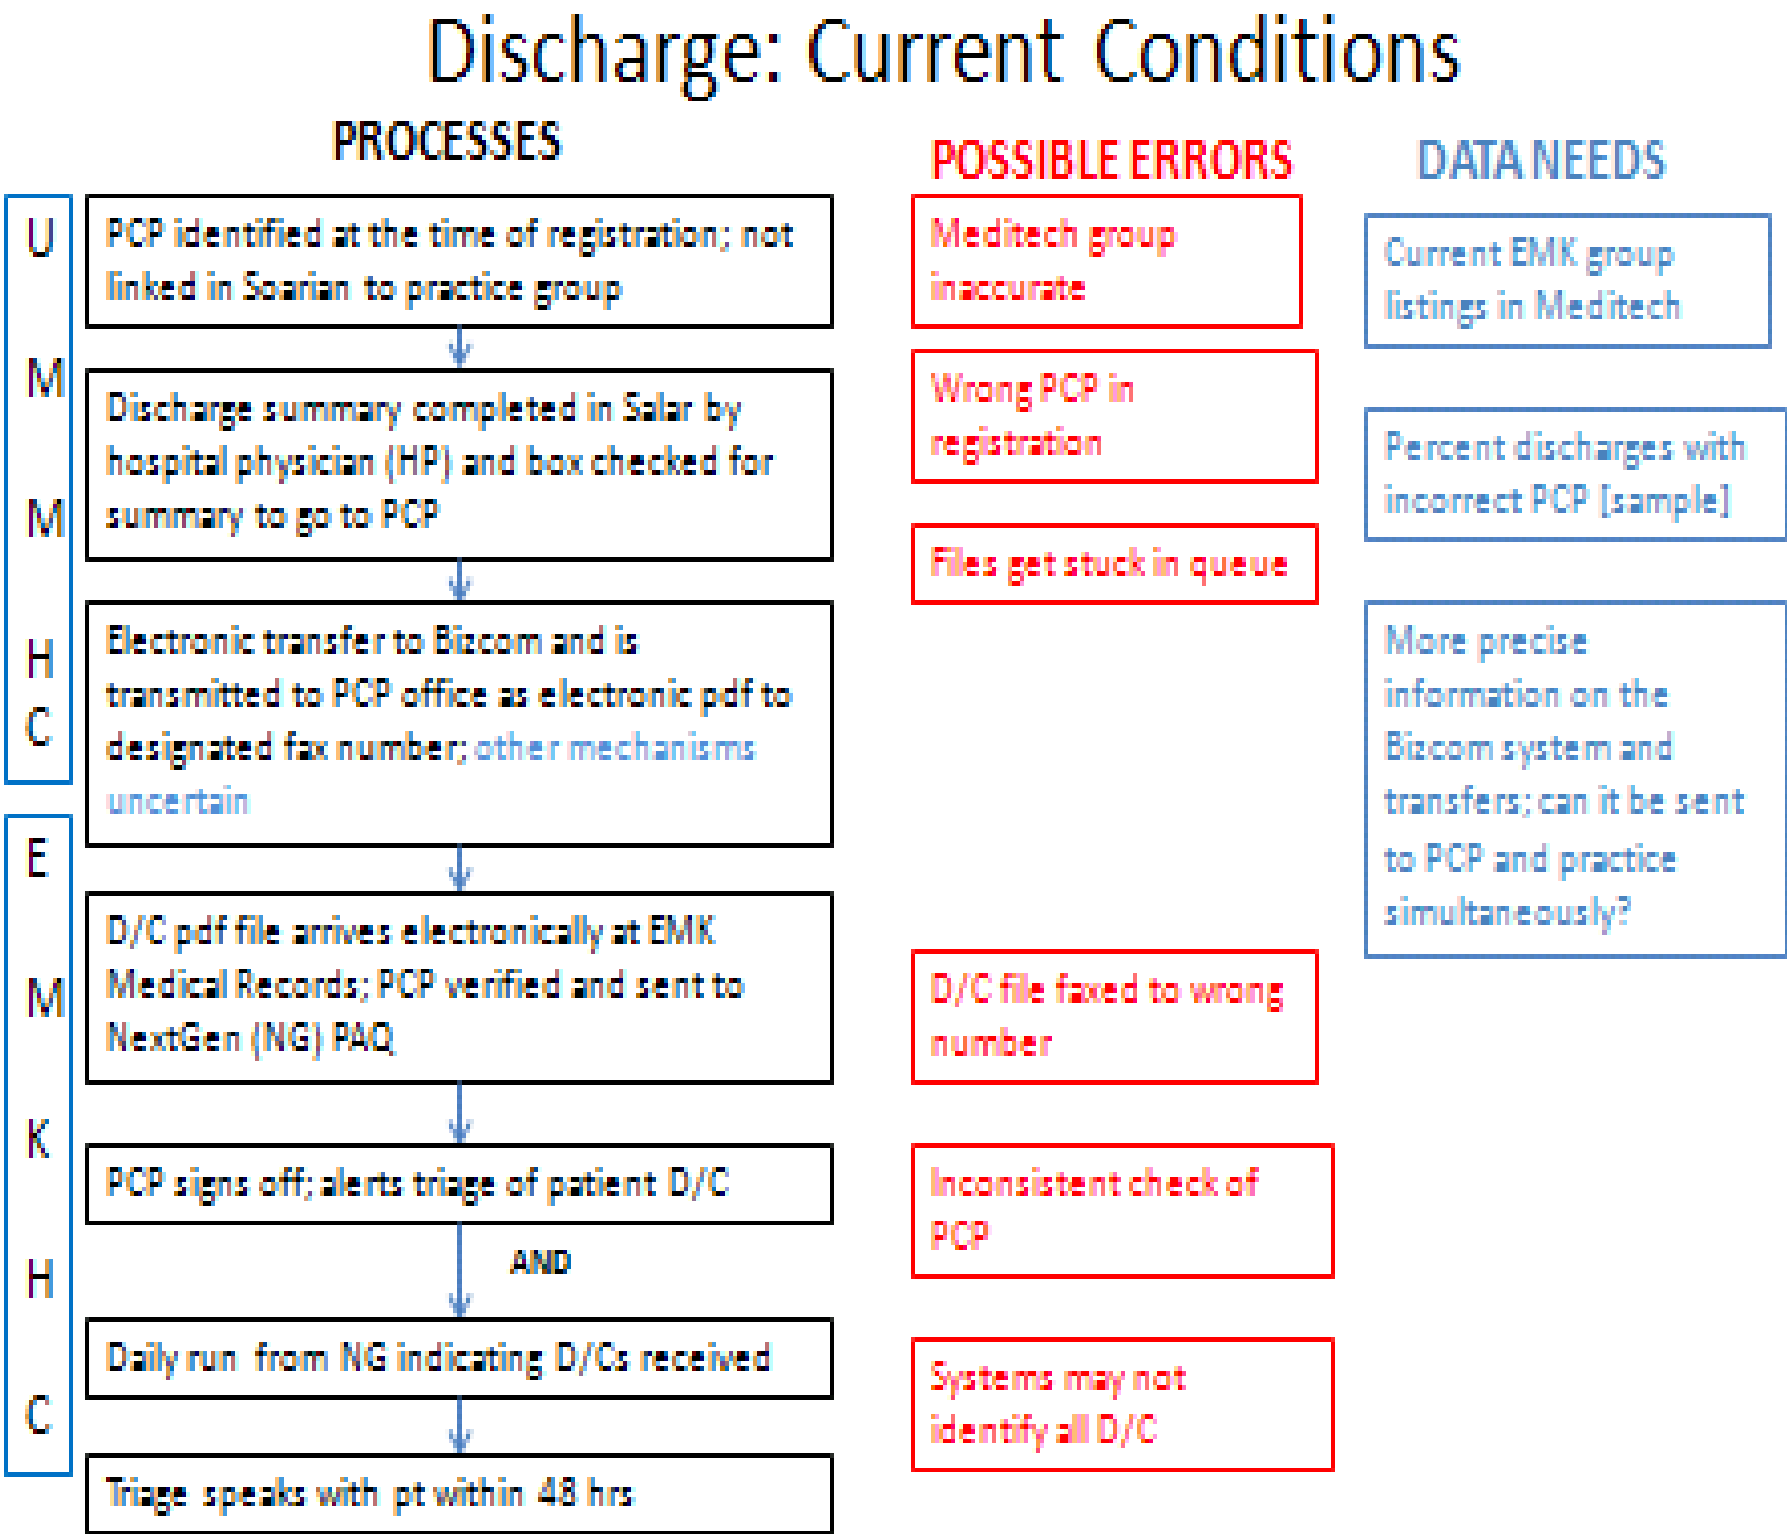 Discharge: Current Conditions
PROCESSES
POSSIBLE ERRORS
DATA NEEDS
U
M
M
H
C
E
M
K
H
C
PCP identified at the time of registration; not
linked in Soarian to practice group
Discharge summary completed in Salar by
hospital physician (HP) and box checked for
summary to go to PCP
Electronic transfer to Bizcom and is
transmitted to PCP office as electronic pdf to
designated fax number; other mechanisms
uncertain
D/C pdf file arrives electronically at EMK
Medical Records; PCP verified and sent to
NextGen (NG) PAQ
PCP signs off; alerts triage of patient D/C
AND
Daily run from NG indicating D/Cs received
Triage speaks with pt within 48 hrs
Meditech group
inaccurate
Wrong PCP in
registration
Files get stuck in queue
D/C file faxed to wrong
number
Inconsistent check of
PCP
Systems may not
identify all D/C
Current EMK group
listings in Meditech
Percent discharges with
incorrect PCP [sample]
More precise
information on the
Bizcom system and
transfers; can it be sent
to PCP and practice
simultaneously?